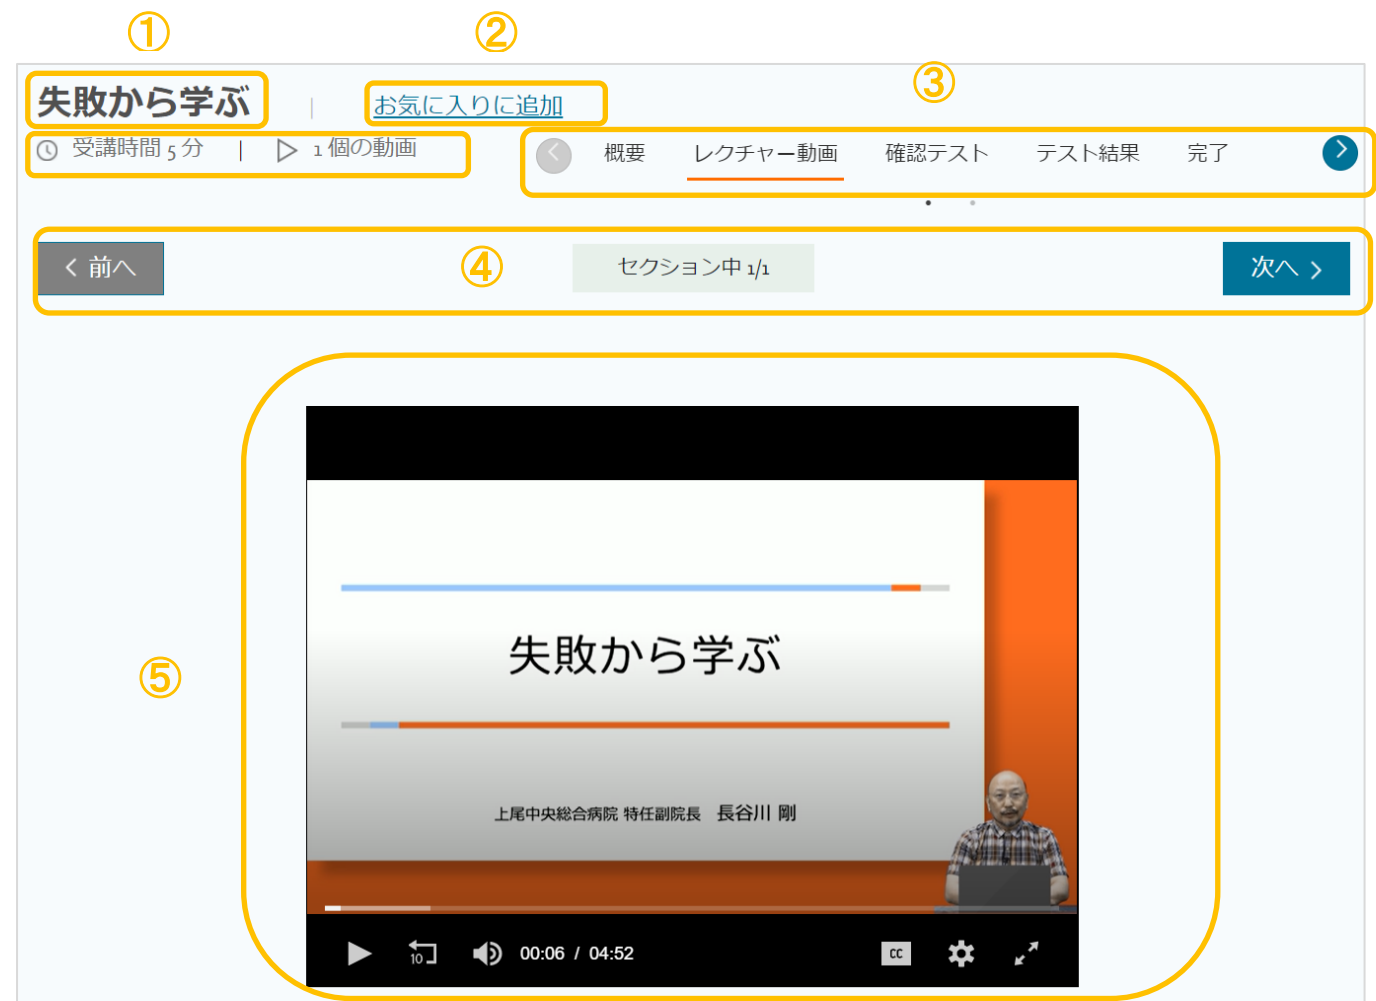 ① ②
③
失敗から学ぶ | お気に入りに追加
受講時間 5 分 | 1 個の動画
概要 レクチャー動画 確認テスト テスト結果 完了
④
前へ セクション中 1/1 次へ
⑤
失敗から学ぶ
上尾中央総合病院 特任副院長 長谷川 剛
10 00:06 / 04:52 CC